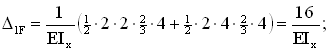 Δ₁F = 1/EIₓ (½·2·2·⅔·4 + ½·2·4·⅔·4) = 16/EIₓ;